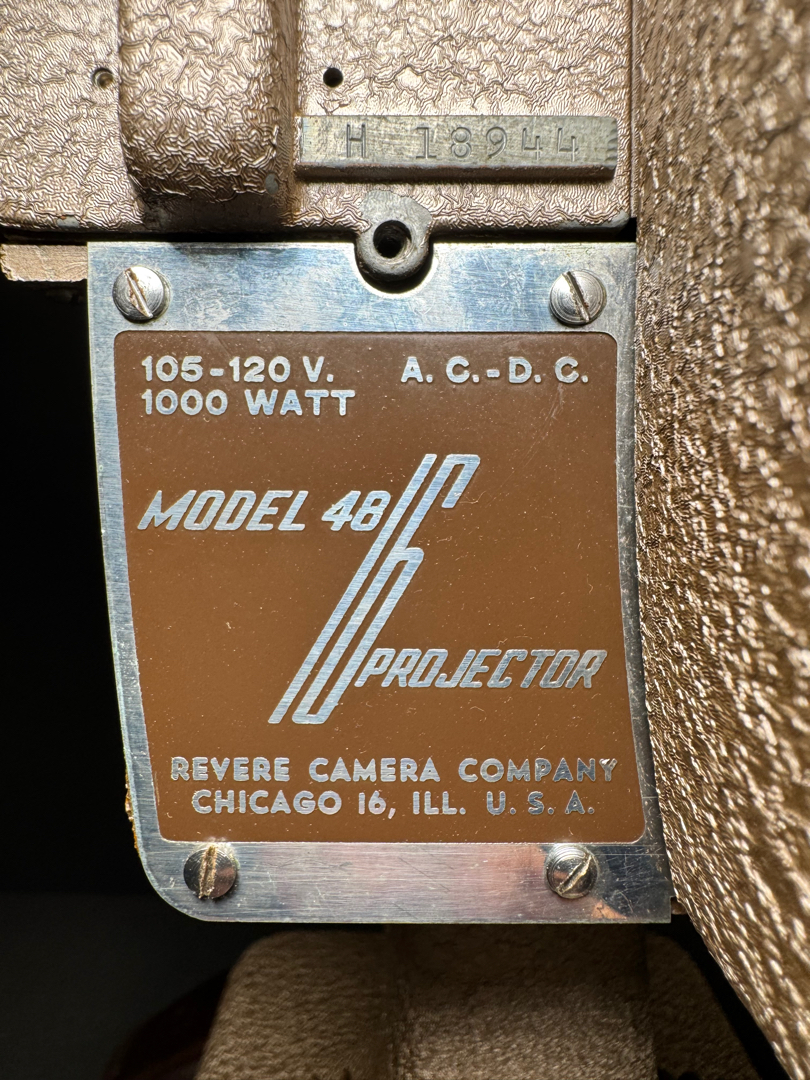 H 18944
105-120 V. A. C.-D. C.
1000 WATT
MODEL 48
PROJECTOR
REVERE CAMERA COMPANY
CHICAGO 16, ILL. U. S. A.